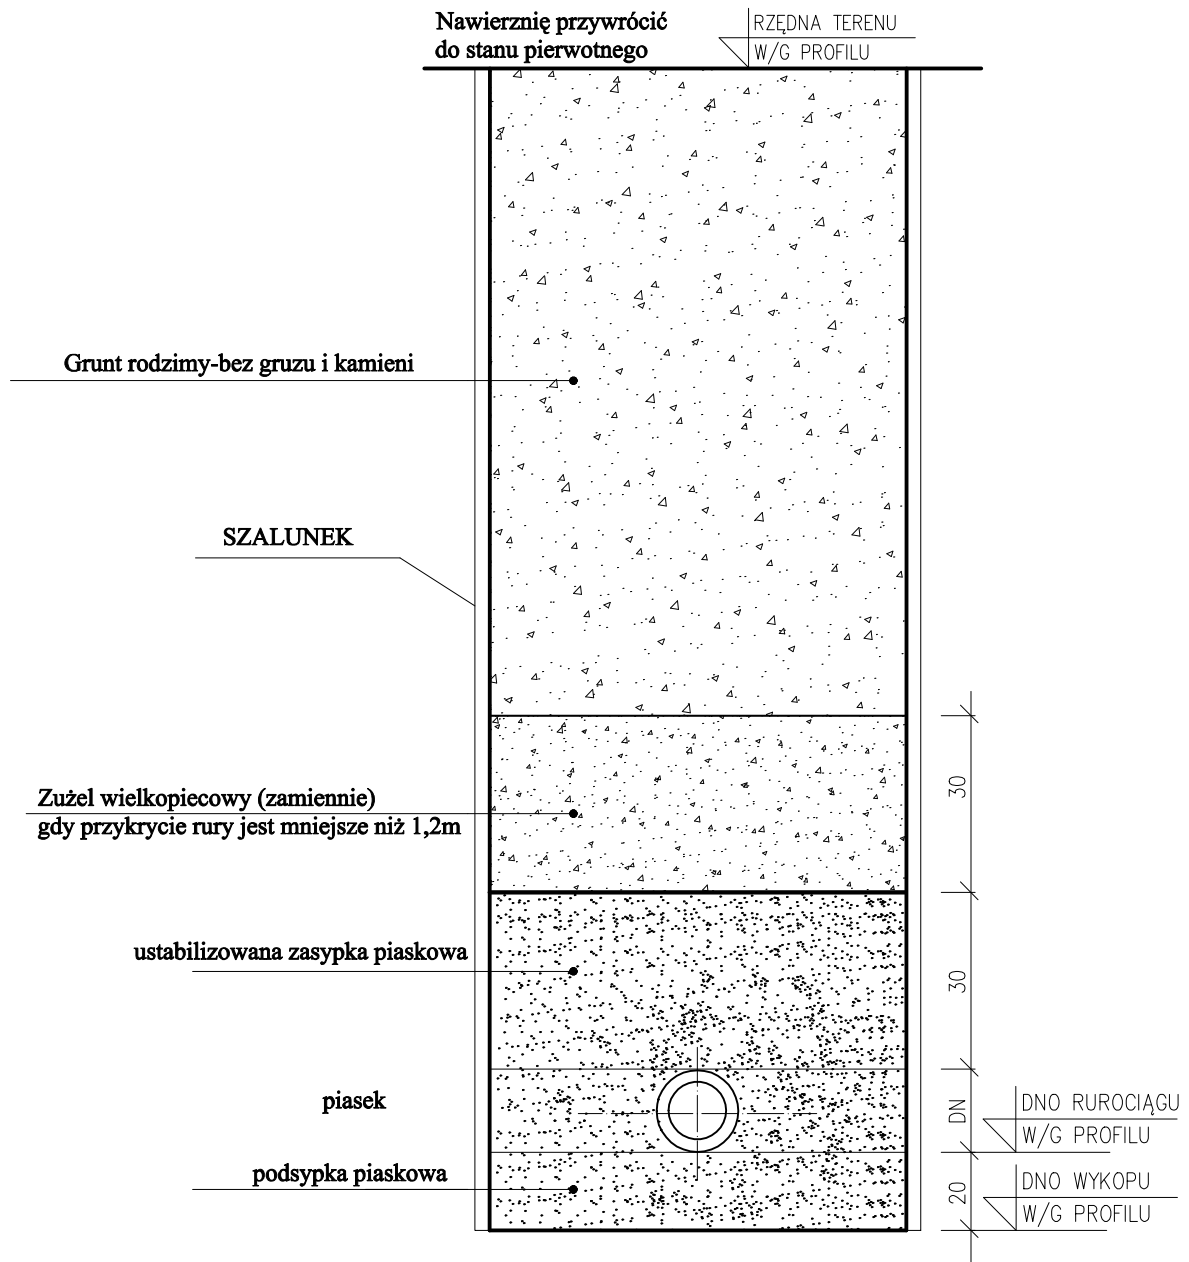 Nawierznię przywrócić
do stanu pierwotnego
RZĘDNA TERENU
W/G PROFILU
Grunt rodzimy-bez gruzu i kamieni
SZALUNEK
30
Zużel wielkopiecowy (zamiennie)
gdy przykrycie rury jest mniejsze niż 1,2m
ustabilizowana zasypka piaskowa
30
piasek
DN
DNO RUROCIĄGU
W/G PROFILU
podsypka piaskowa
20
DNO WYKOPU
W/G PROFILU